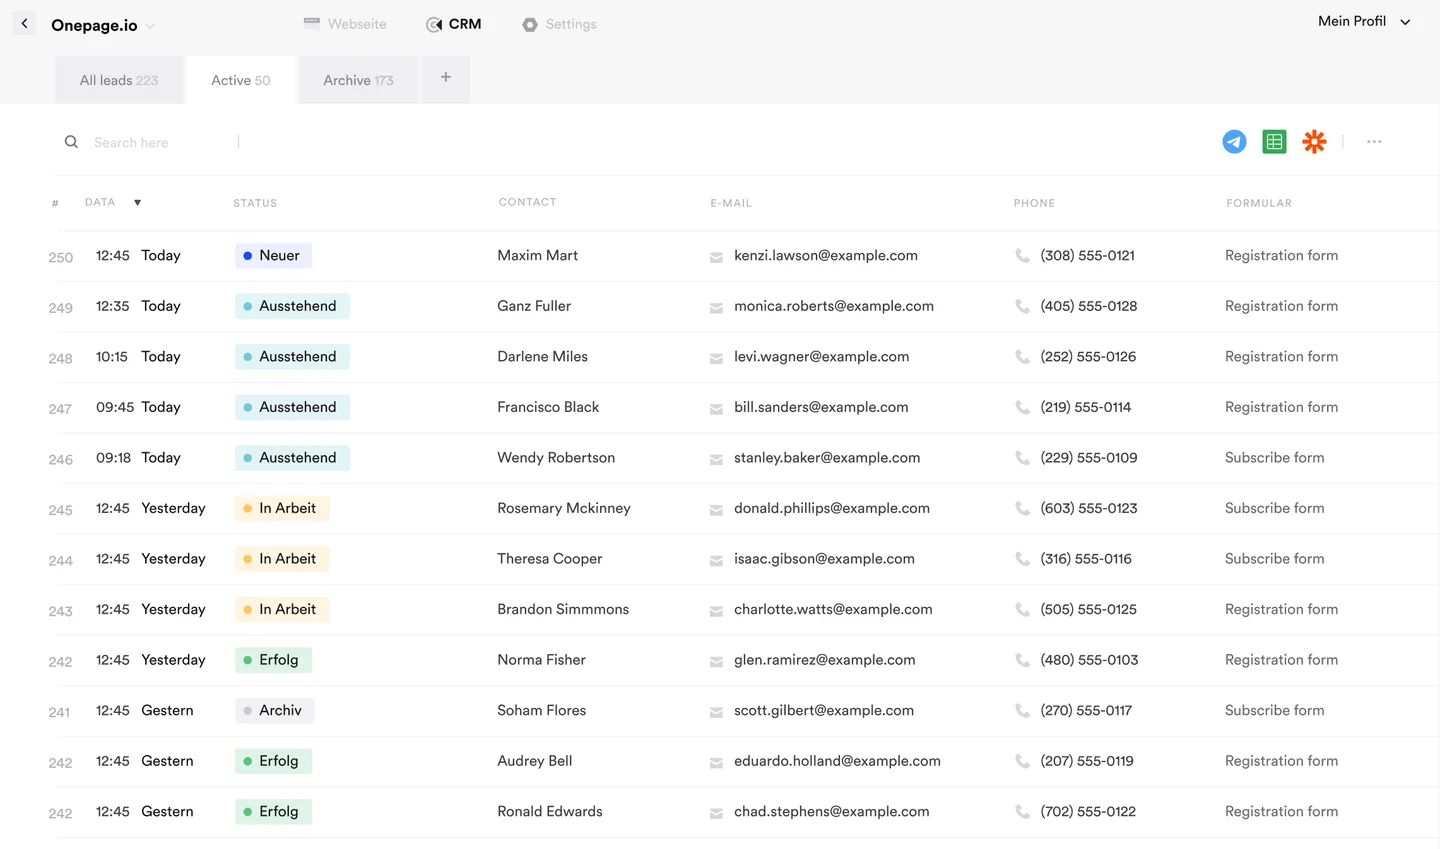 Onepage.io Webseite CRM Settings Mein Profil
All leads 223 Active 50 Archive 173 +
Search here
# DATA STATUS CONTACT E-MAIL PHONE FORMULAR
250 12:45 Today Neuer Maxim Mart kenzi.lawson@example.com (308) 555-0121 Registration form
249 12:35 Today Ausstehend Ganz Fuller monica.roberts@example.com (405) 555-0128 Registration form
248 10:15 Today Ausstehend Darlene Miles levi.wagner@example.com (252) 555-0126 Registration form
247 09:45 Today Ausstehend Francisco Black bill.sanders@example.com (219) 555-0114 Registration form
246 09:18 Today Ausstehend Wendy Robertson stanley.baker@example.com (229) 555-0109 Subscribe form
245 12:45 Yesterday In Arbeit Rosemary Mckinney donald.phillips@example.com (603) 555-0123 Subscribe form
244 12:45 Yesterday In Arbeit Theresa Cooper isaac.gibson@example.com (316) 555-0116 Subscribe form
243 12:45 Yesterday In Arbeit Brandon Simmmons charlotte.watts@example.com (505) 555-0125 Registration form
242 12:45 Yesterday Erfolg Norma Fisher glen.ramirez@example.com (480) 555-0103 Registration form
241 12:45 Gestern Archiv Soham Flores scott.gilbert@example.com (270) 555-0117 Subscribe form
242 12:45 Gestern Erfolg Audrey Bell eduardo.holland@example.com (207) 555-0119 Registration form
242 12:45 Gestern Erfolg Ronald Edwards chad.stephens@example.com (702) 555-0122 Registration form